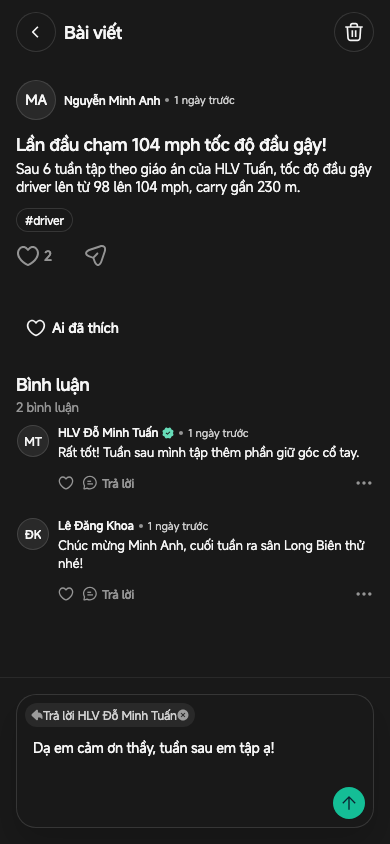 Bài viết
MA
Nguyễn Minh Anh • 1 ngày trước
Lần đầu chạm 104 mph tốc độ đầu gậy!
Sau 6 tuần tập theo giáo án của HLV Tuấn, tốc độ đầu gậy
driver lên từ 98 lên 104 mph, carry gần 230 m.
#driver
2
Ai đã thích
Bình luận
2 bình luận
MT
HLV Đỗ Minh Tuấn • 1 ngày trước
Rất tốt! Tuần sau mình tập thêm phần giữ góc cổ tay.
Trả lời
ĐK
Lê Đăng Khoa • 1 ngày trước
Chúc mừng Minh Anh, cuối tuần ra sân Long Biên thử
nhé!
Trả lời
Trả lời HLV Đỗ Minh Tuấn
Dạ em cảm ơn thầy, tuần sau em tập ạ!